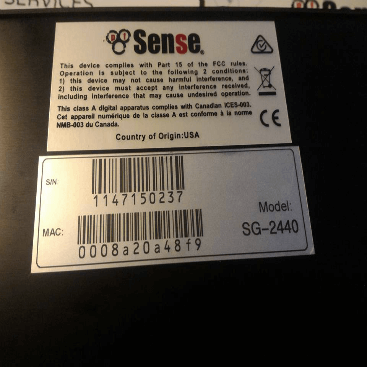 SERVICES
Sense
This device complies with Part 15 of the FCC rules.
Operation is subject to the following 2 conditions:
1) this device may not cause harmful interference, and
2) this device must accept any interference received,
including interference that may cause undesired operation.
This class A digital apparatus complies with Canadian ICES-003.
Cet appareil numérique de la classe A est conforme à la norme
NMB-003 du Canada.
CE
Country of Origin:USA
S/N:
1147150237
Model:
MAC:
SG-2440
0008a20a48f9